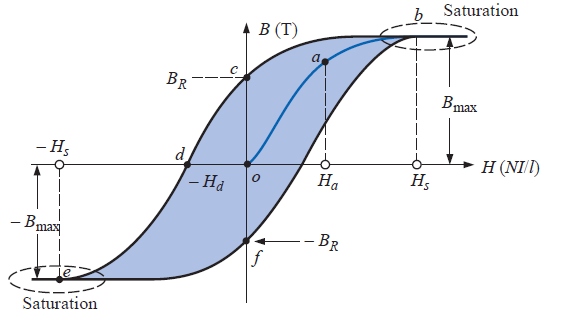 b Saturation
B (T)
a
c
B_R
B_max
– H_s
d
– H_d o H_a H_s H (NI/l)
– B_max
– B_R
e f
Saturation